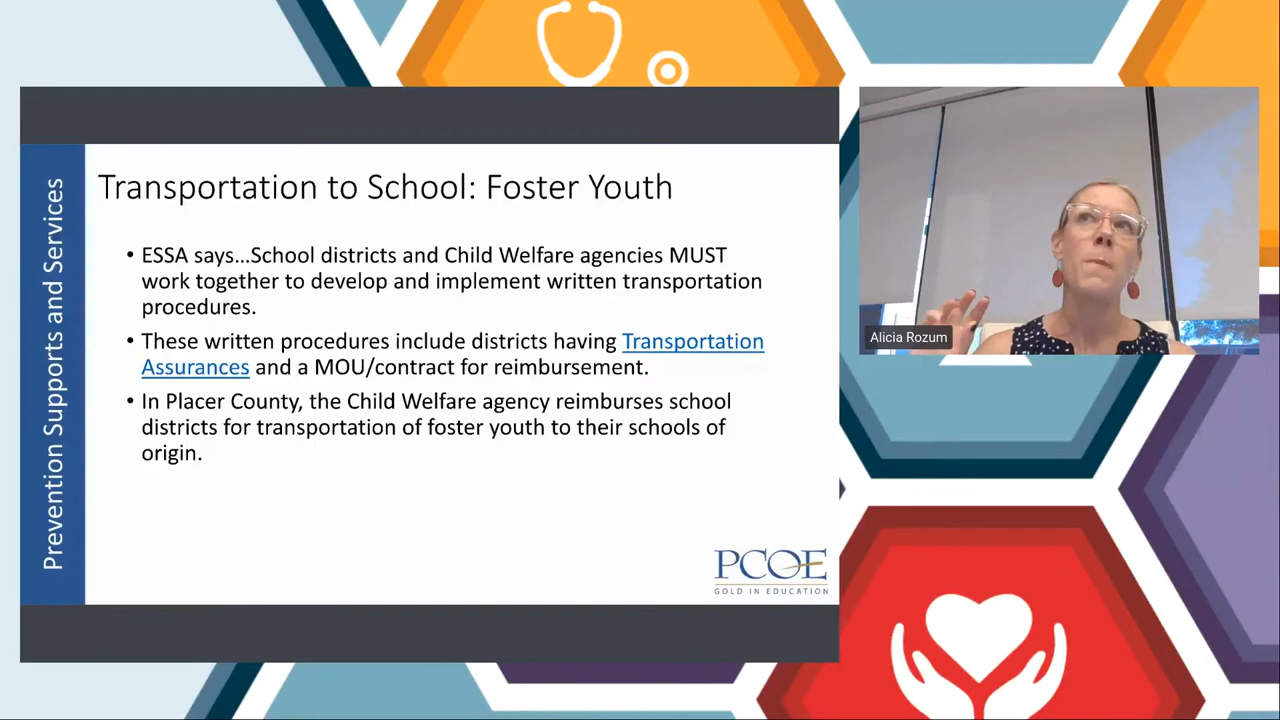 Prevention Supports and Services
Transportation to School: Foster Youth
• ESSA says...School districts and Child Welfare agencies MUST
work together to develop and implement written transportation
procedures.
• These written procedures include districts having Transportation
Assurances and a MOU/contract for reimbursement.
• In Placer County, the Child Welfare agency reimburses school
districts for transportation of foster youth to their schools of
origin.
PCOE
GOLD IN EDUCATION
Alicia Rozum